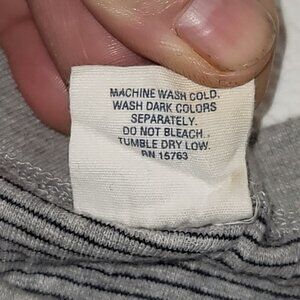 MACHINE WASH COLD.
WASH DARK COLORS
SEPARATELY.
DO NOT BLEACH.
TUMBLE DRY LOW.
RN 15763